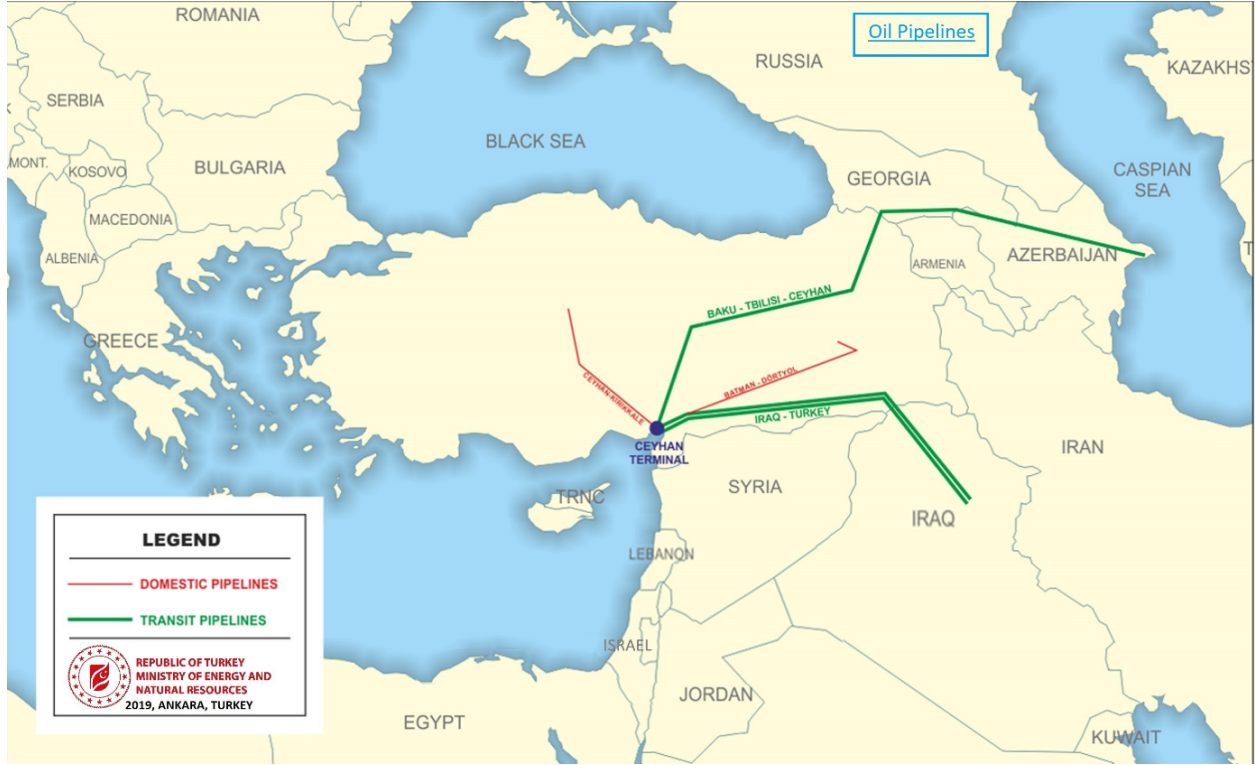 ROMANIA
Oil Pipelines
RUSSIA
KAZAKHS
SERBIA
BLACK SEA
MONT.
KOSOVO
BULGARIA
CASPIAN
SEA
GEORGIA
MACEDONIA
ALBENIA
ARMENIA
AZERBAIJAN
T
BAKU - TBILISI - CEYHAN
GREECE
CEYHAN-KIRIKKALE
BATMAN - DÖRTYOL
IRAQ - TURKEY
CEYHAN
TERMINAL
IRAN
SYRIA
TRNC
IRAQ
LEBANON
ISRAEL
JORDAN
EGYPT
KUWAIT
LEGEND
DOMESTIC PIPELINES
TRANSIT PIPELINES
REPUBLIC OF TURKEY
MINISTRY OF ENERGY AND
NATURAL RESOURCES
2019, ANKARA, TURKEY